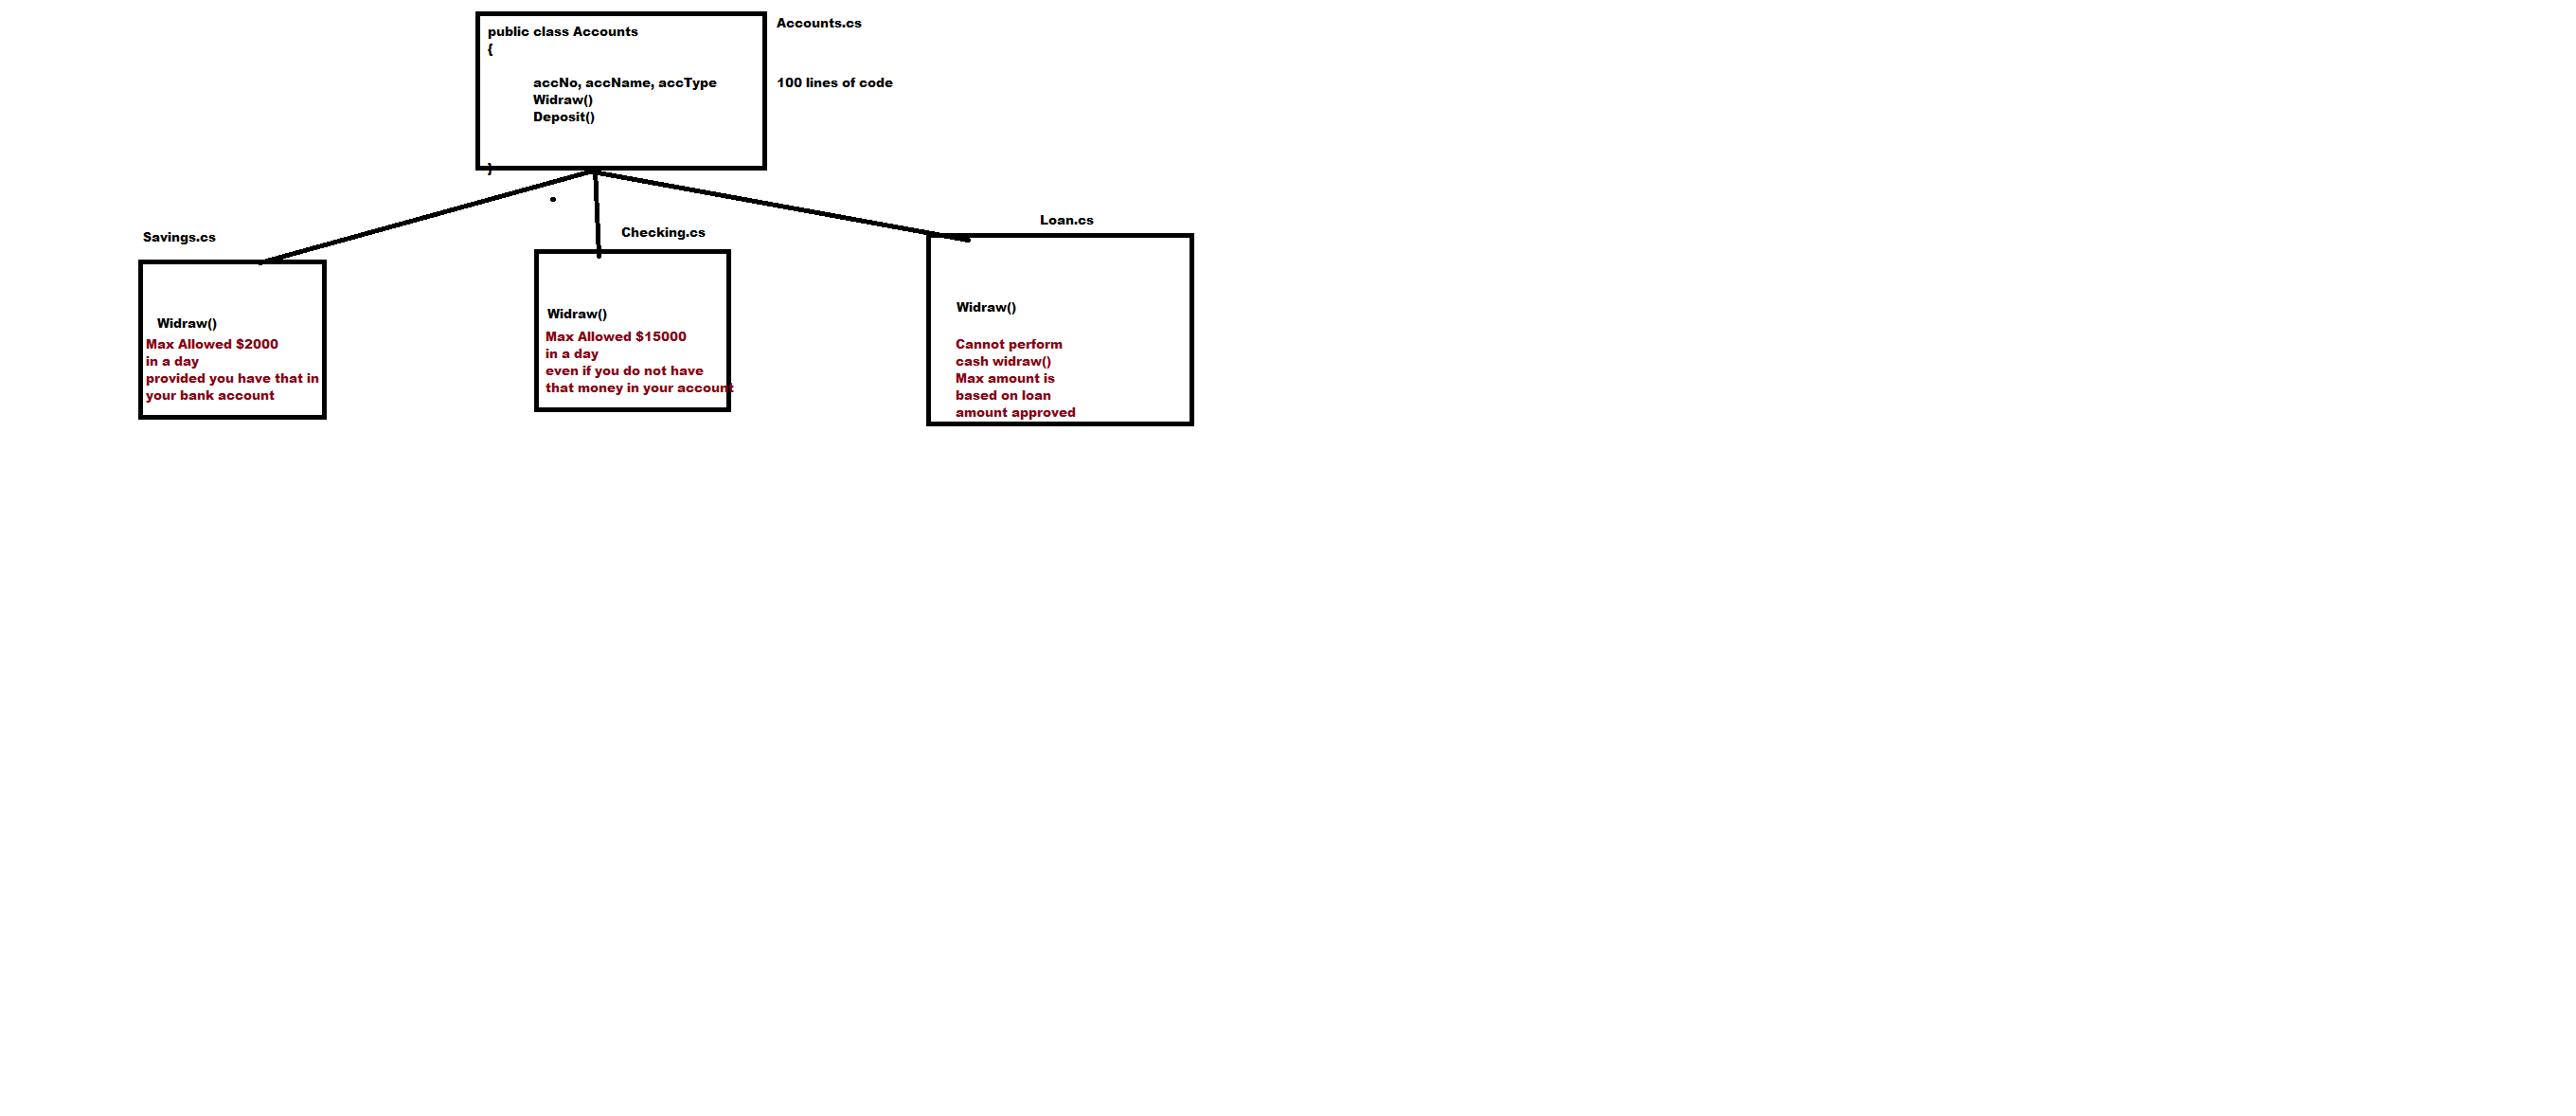 public class Accounts
{
accNo, accName, accType
Widraw()
Deposit()
}
Accounts.cs
100 lines of code
Savings.cs
Widraw()
Max Allowed $2000
in a day
provided you have that in
your bank account
Checking.cs
Widraw()
Max Allowed $15000
in a day
even if you do not have
that money in your account
Loan.cs
Widraw()
Cannot perform
cash widraw()
Max amount is
based on loan
amount approved